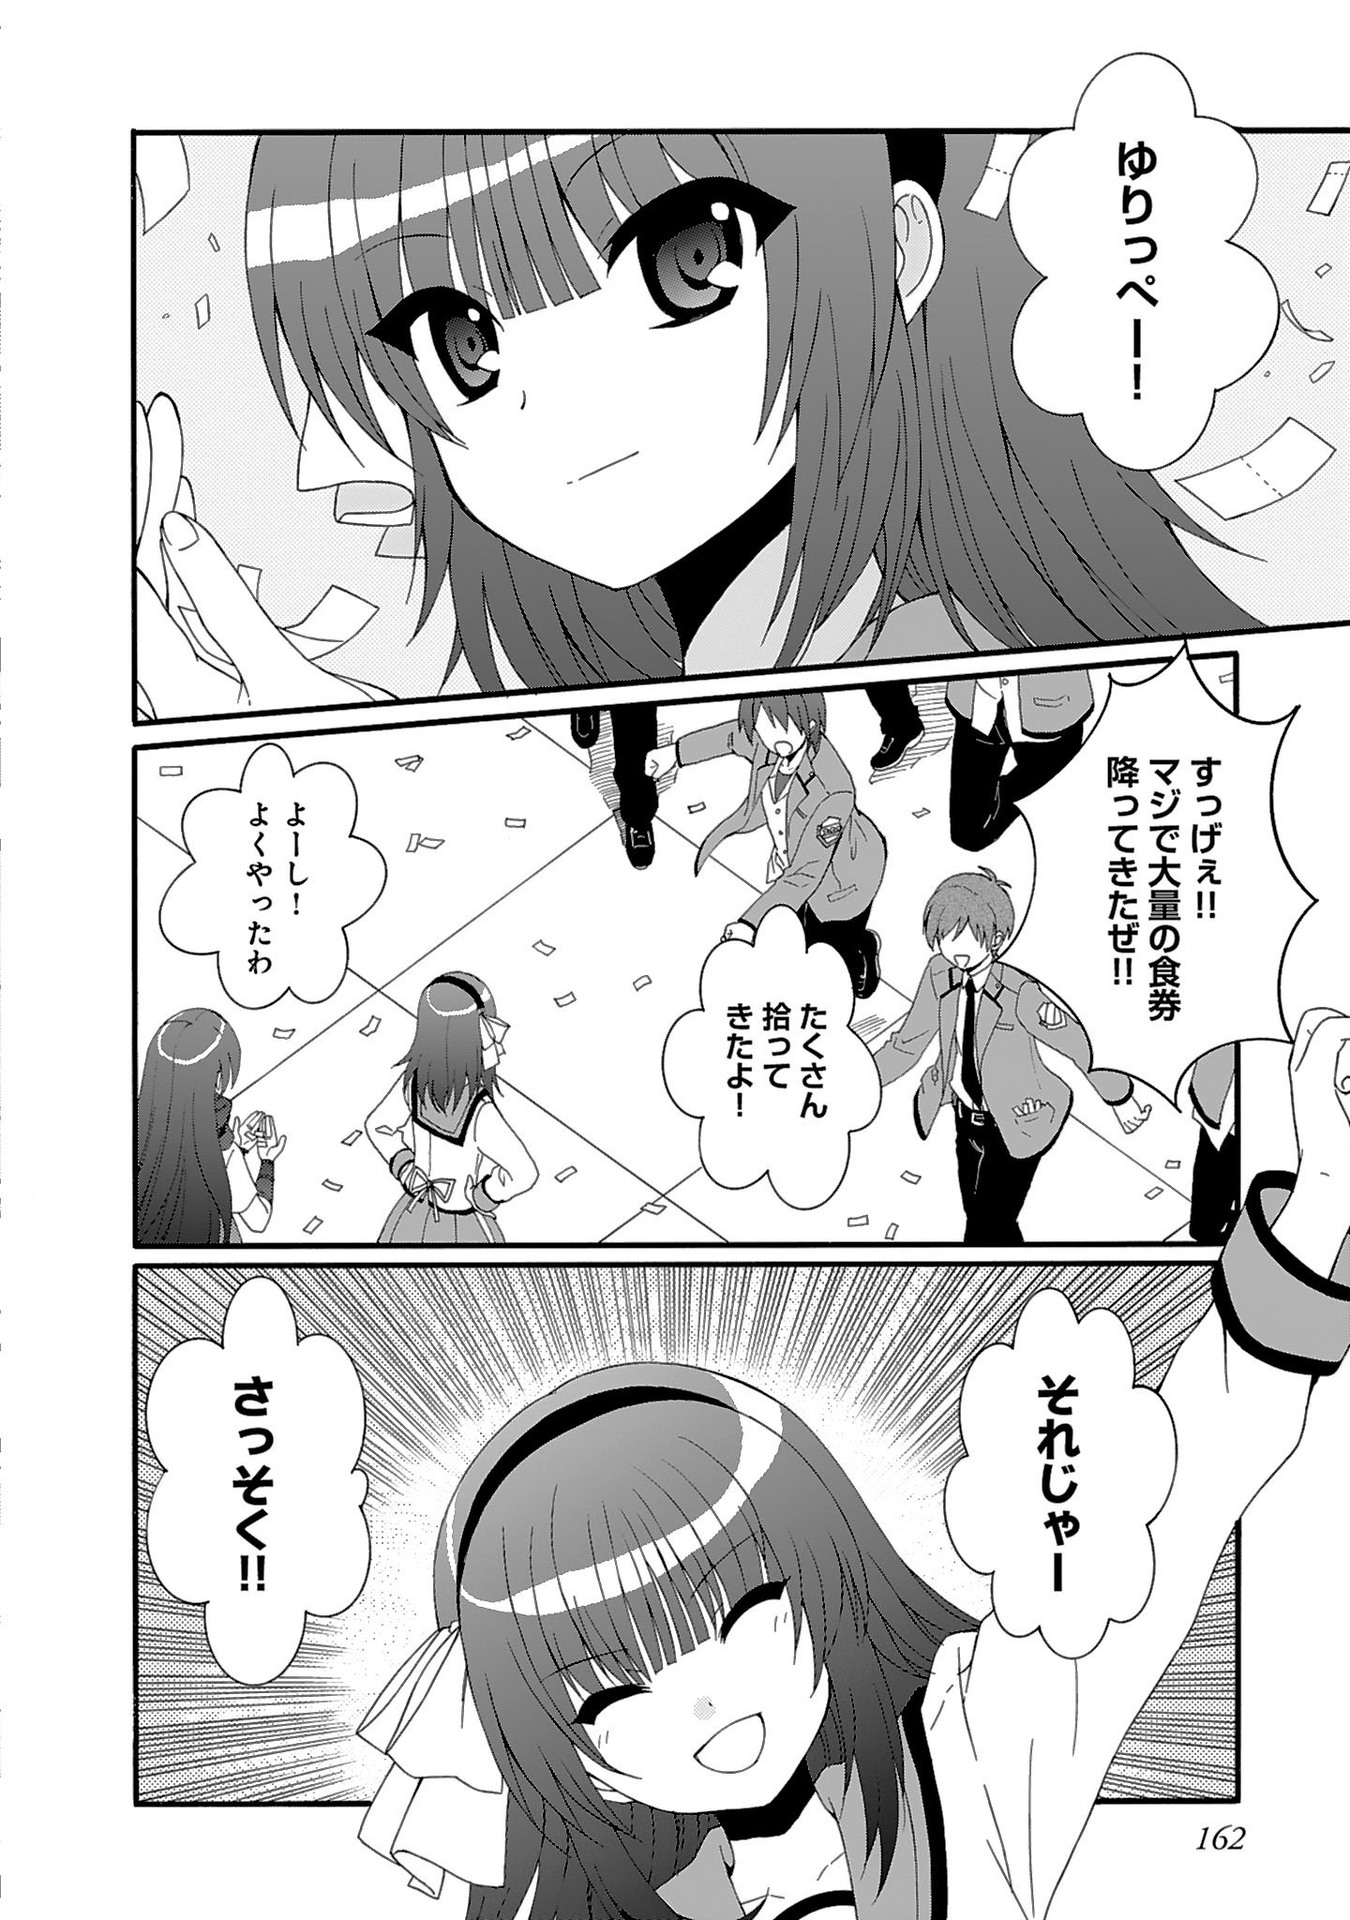 ゆりっぺー！
すっげぇ!!
マジで大量の食券
降ってきたぜ!!
たくさん
拾って
きたよ！
よーし！
よくやったわ
それじゃー
さっそく!!
162